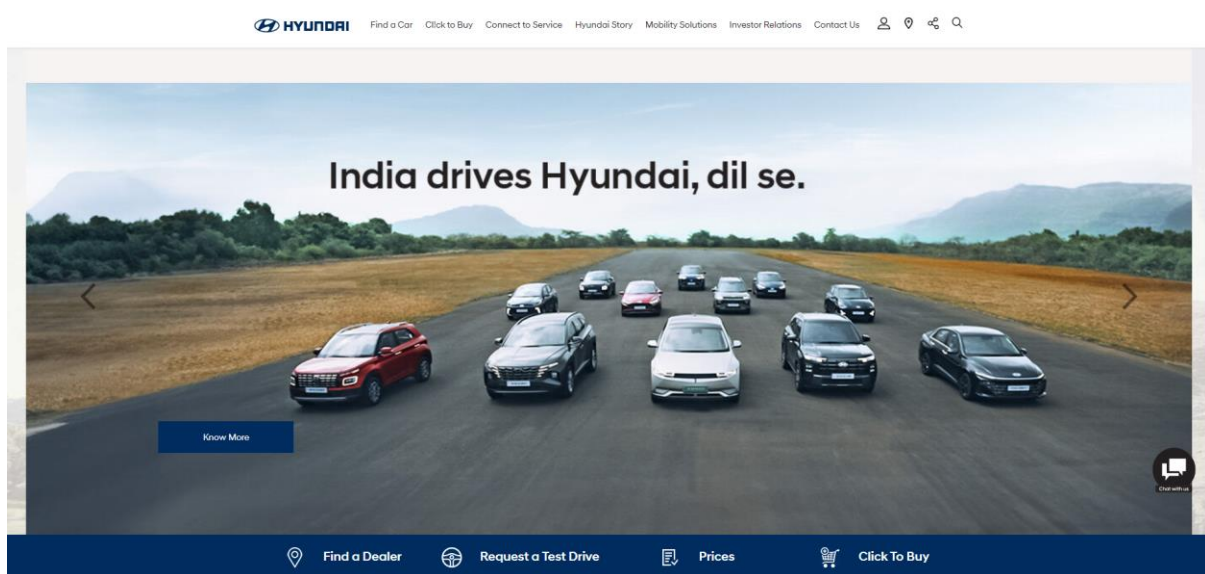 HYUNDAI Find a Car Click to Buy Connect to Service Hyundai Story Mobility Solutions Investor Relations Contact Us
India drives Hyundai, dil se.
Know More
Chat with us
Find a Dealer Request a Test Drive Prices Click To Buy